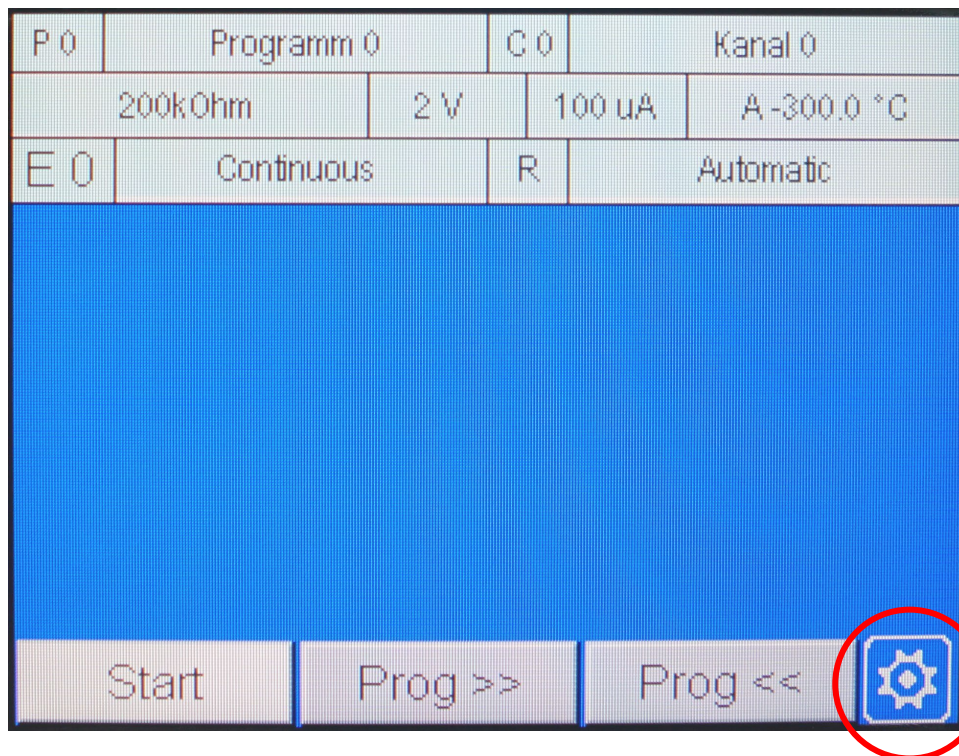 P 0 Programm 0 C 0 Kanal 0
200kOhm 2 V 100 uA A -300.0 °C
E 0 Continuous R Automatic
Start Prog >> Prog <<